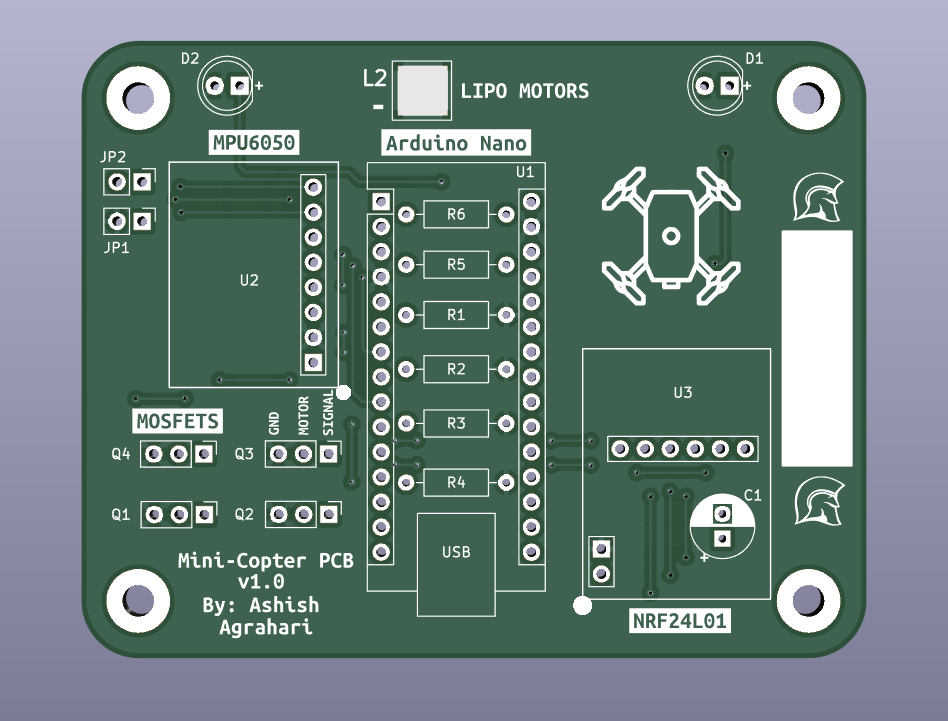 D2
+
L2
-
LIPO MOTORS
D1
+
MPU6050
Arduino Nano
JP2
JP1
U1
U2
R6
R5
R1
R2
R3
R4
U3
MOSFETS
GND
MOTOR
SIGNAL
Q4
Q3
Q1
Q2
C1
+
USB
Mini-Copter PCB
v1.0
By: Ashish
Agrahari
NRF24L01